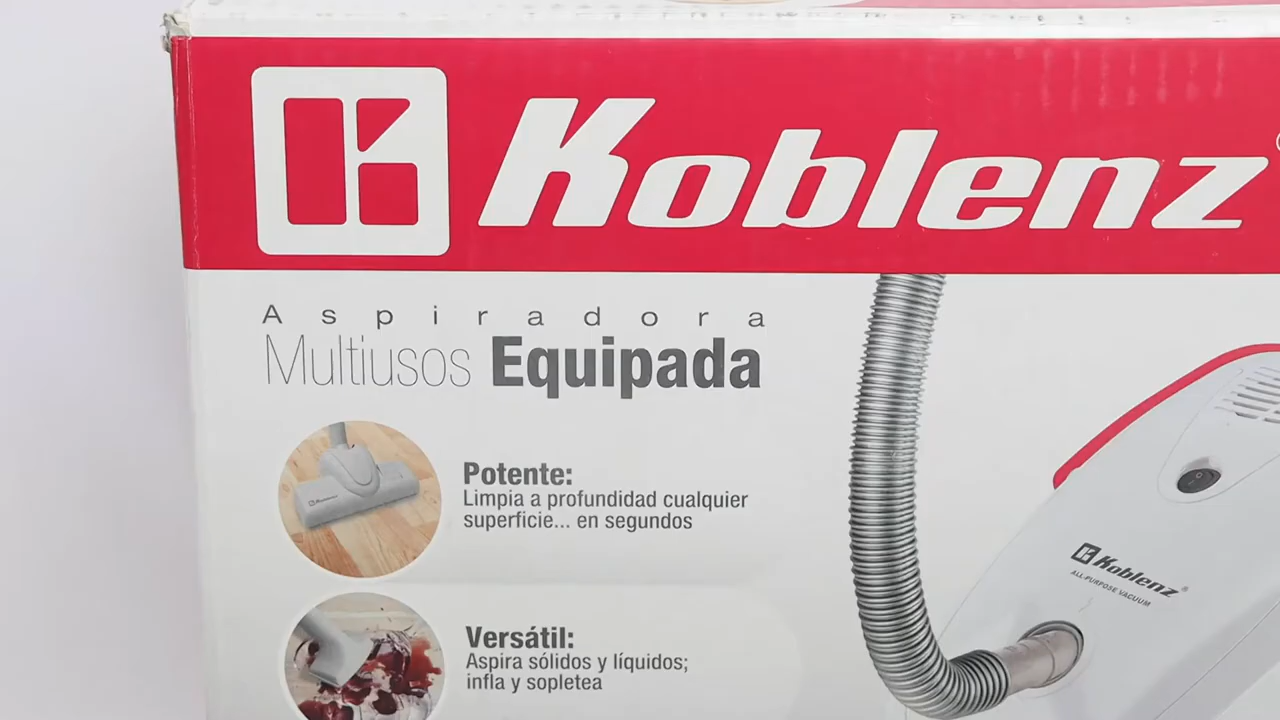 Koblenz
Aspiradora
Multiusos Equipada
Potente:
Limpia a profundidad cualquier
superficie... en segundos
Koblenz®
ALL-PURPOSE VACUUM
Versátil:
Aspira sólidos y líquidos;
infla y sopletea